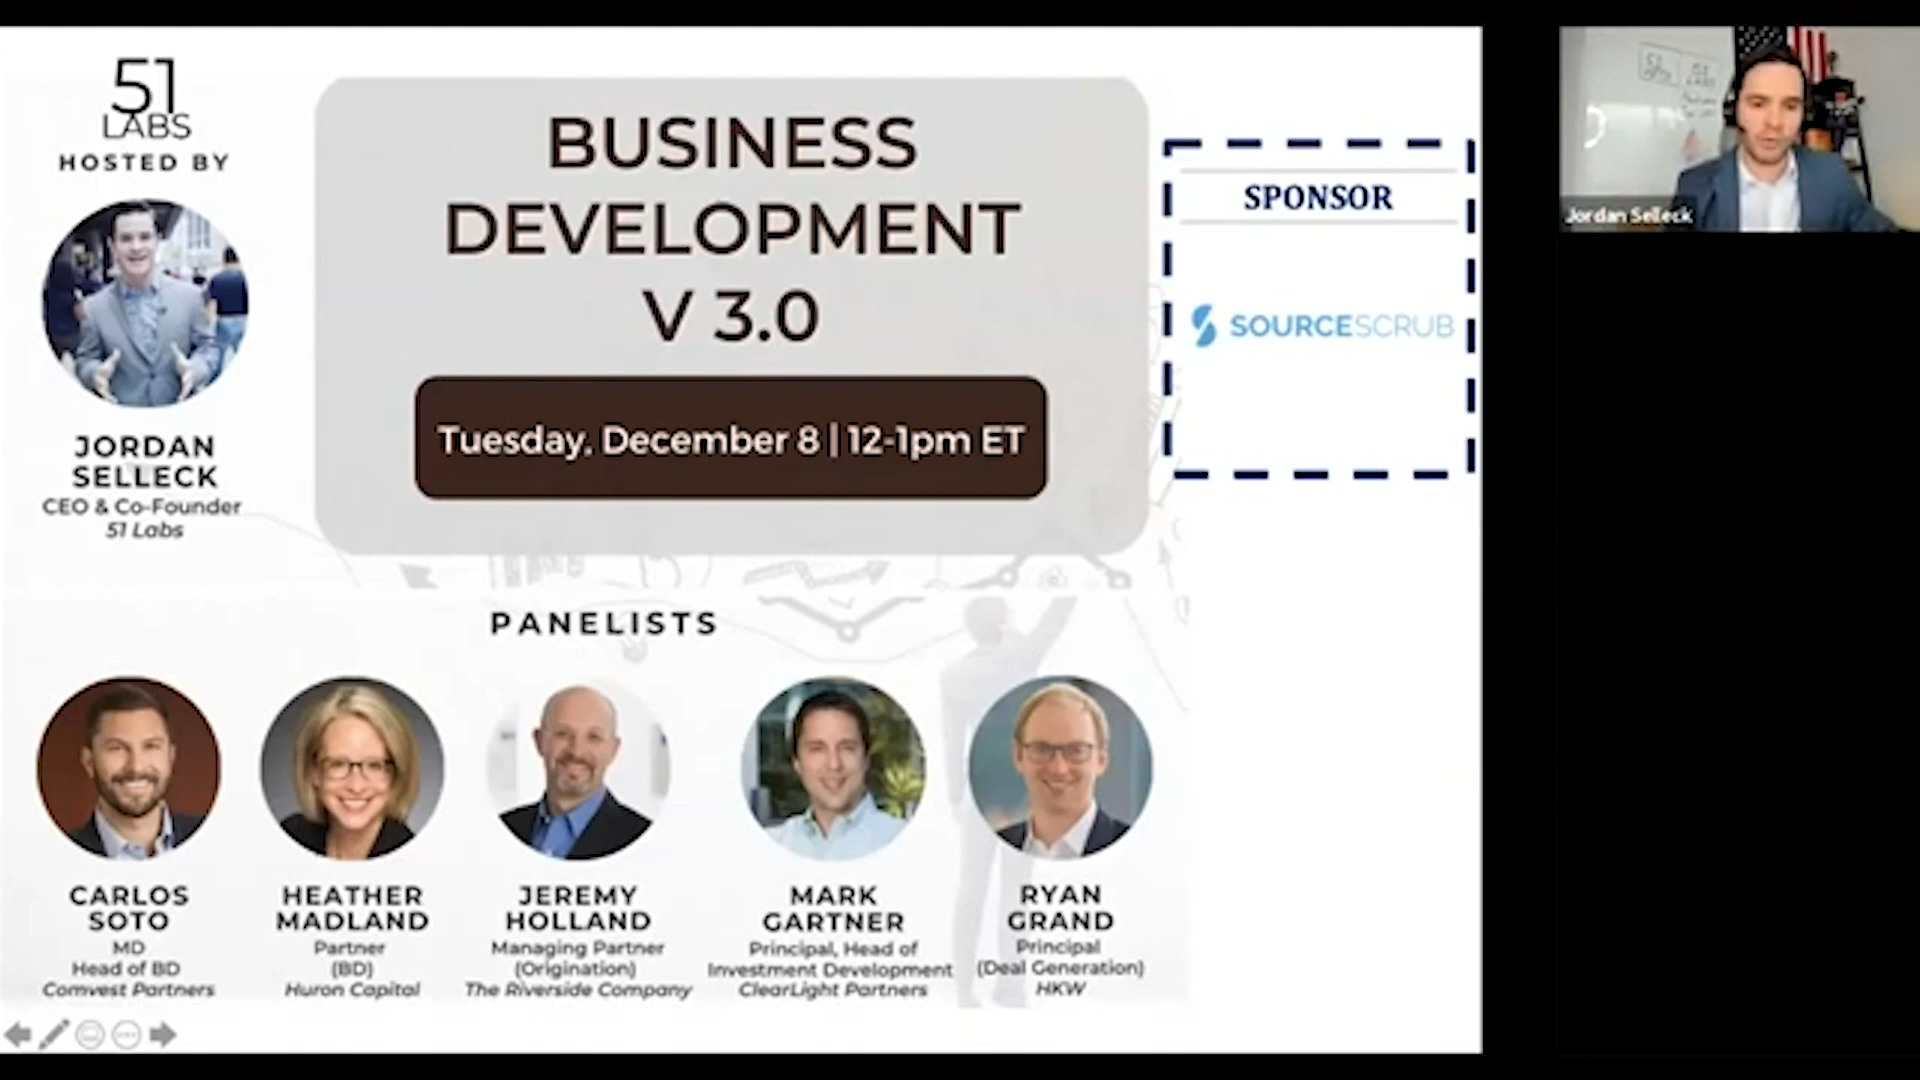 51
LABS
HOSTED BY
JORDAN
SELLECK
CEO & Co-Founder
51 Labs
BUSINESS
DEVELOPMENT
V 3.0
Tuesday, December 8 | 12-1pm ET
SPONSOR
SOURCESCRUB
Jordan Selleck
PANELISTS
CARLOS
SOTO
MD
Head of BD
Comvest Partners
HEATHER
MADLAND
Partner
(BD)
Huron Capital
JEREMY
HOLLAND
Managing Partner
(Origination)
The Riverside Company
MARK
GARTNER
Principal, Head of
Investment Development
ClearLight Partners
RYAN
GRAND
Principal
(Deal Generation)
HKW